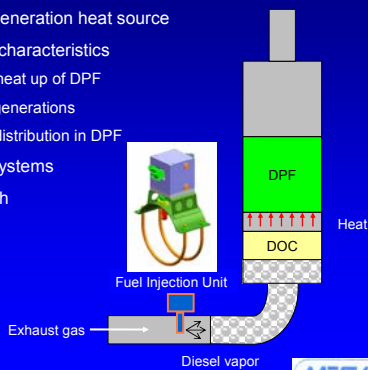 eneration heat source
characteristics
heat up of DPF
generations
distribution in DPF
ystems
h
DPF
Heat
DOC
Fuel Injection Unit
Exhaust gas
Diesel vapor